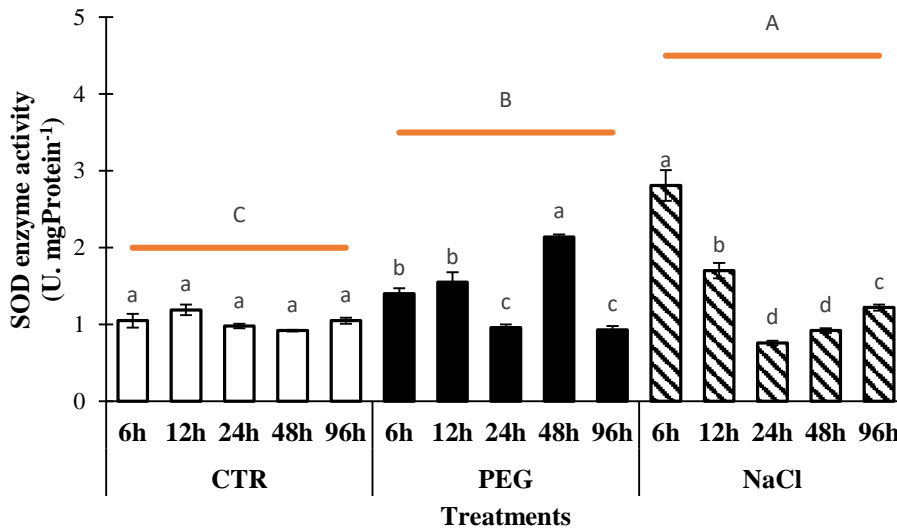 5
4
3
2
1
0
SOD enzyme activity
(U. mgProtein-1)
A
B
C
a a a a a
b b c a c
a b d d c
6h 12h 24h 48h 96h 6h 12h 24h 48h 96h 6h 12h 24h 48h 96h
CTR PEG NaCl
Treatments